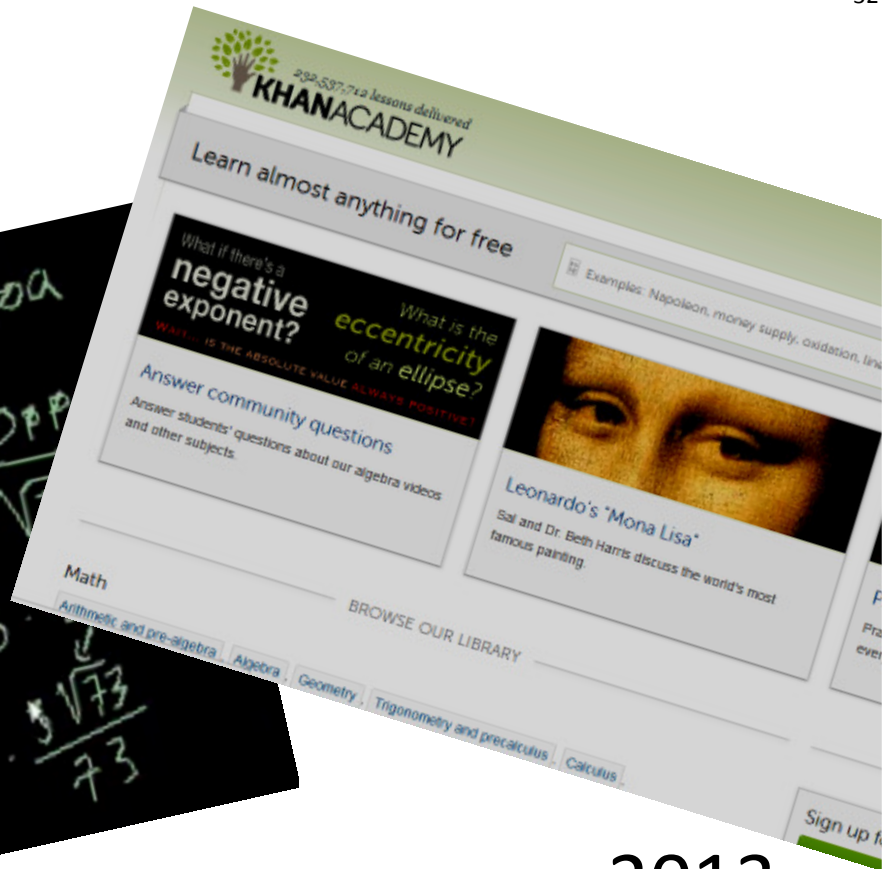 232,537,712 lessons delivered
KHANACADEMY
Learn almost anything for free
Examples: Napoleon, money supply, oxidation,
What if there's a
negative
exponent?
What is the
eccentricity
of an ellipse?
WAIT... IS THE ABSOLUTE VALUE ALWAYS POSITIVE?
Answer community questions
Answer students' questions about our algebra videos
and other subjects.
Leonardo's "Mona Lisa"
Sal and Dr. Beth Harris discuss the world's most
famous painting.
BROWSE OUR LIBRARY
Math
Arithmetic and pre-algebra, Algebra, Geometry, Trigonometry and precalculus, Calculus,
Sign up
√73
73